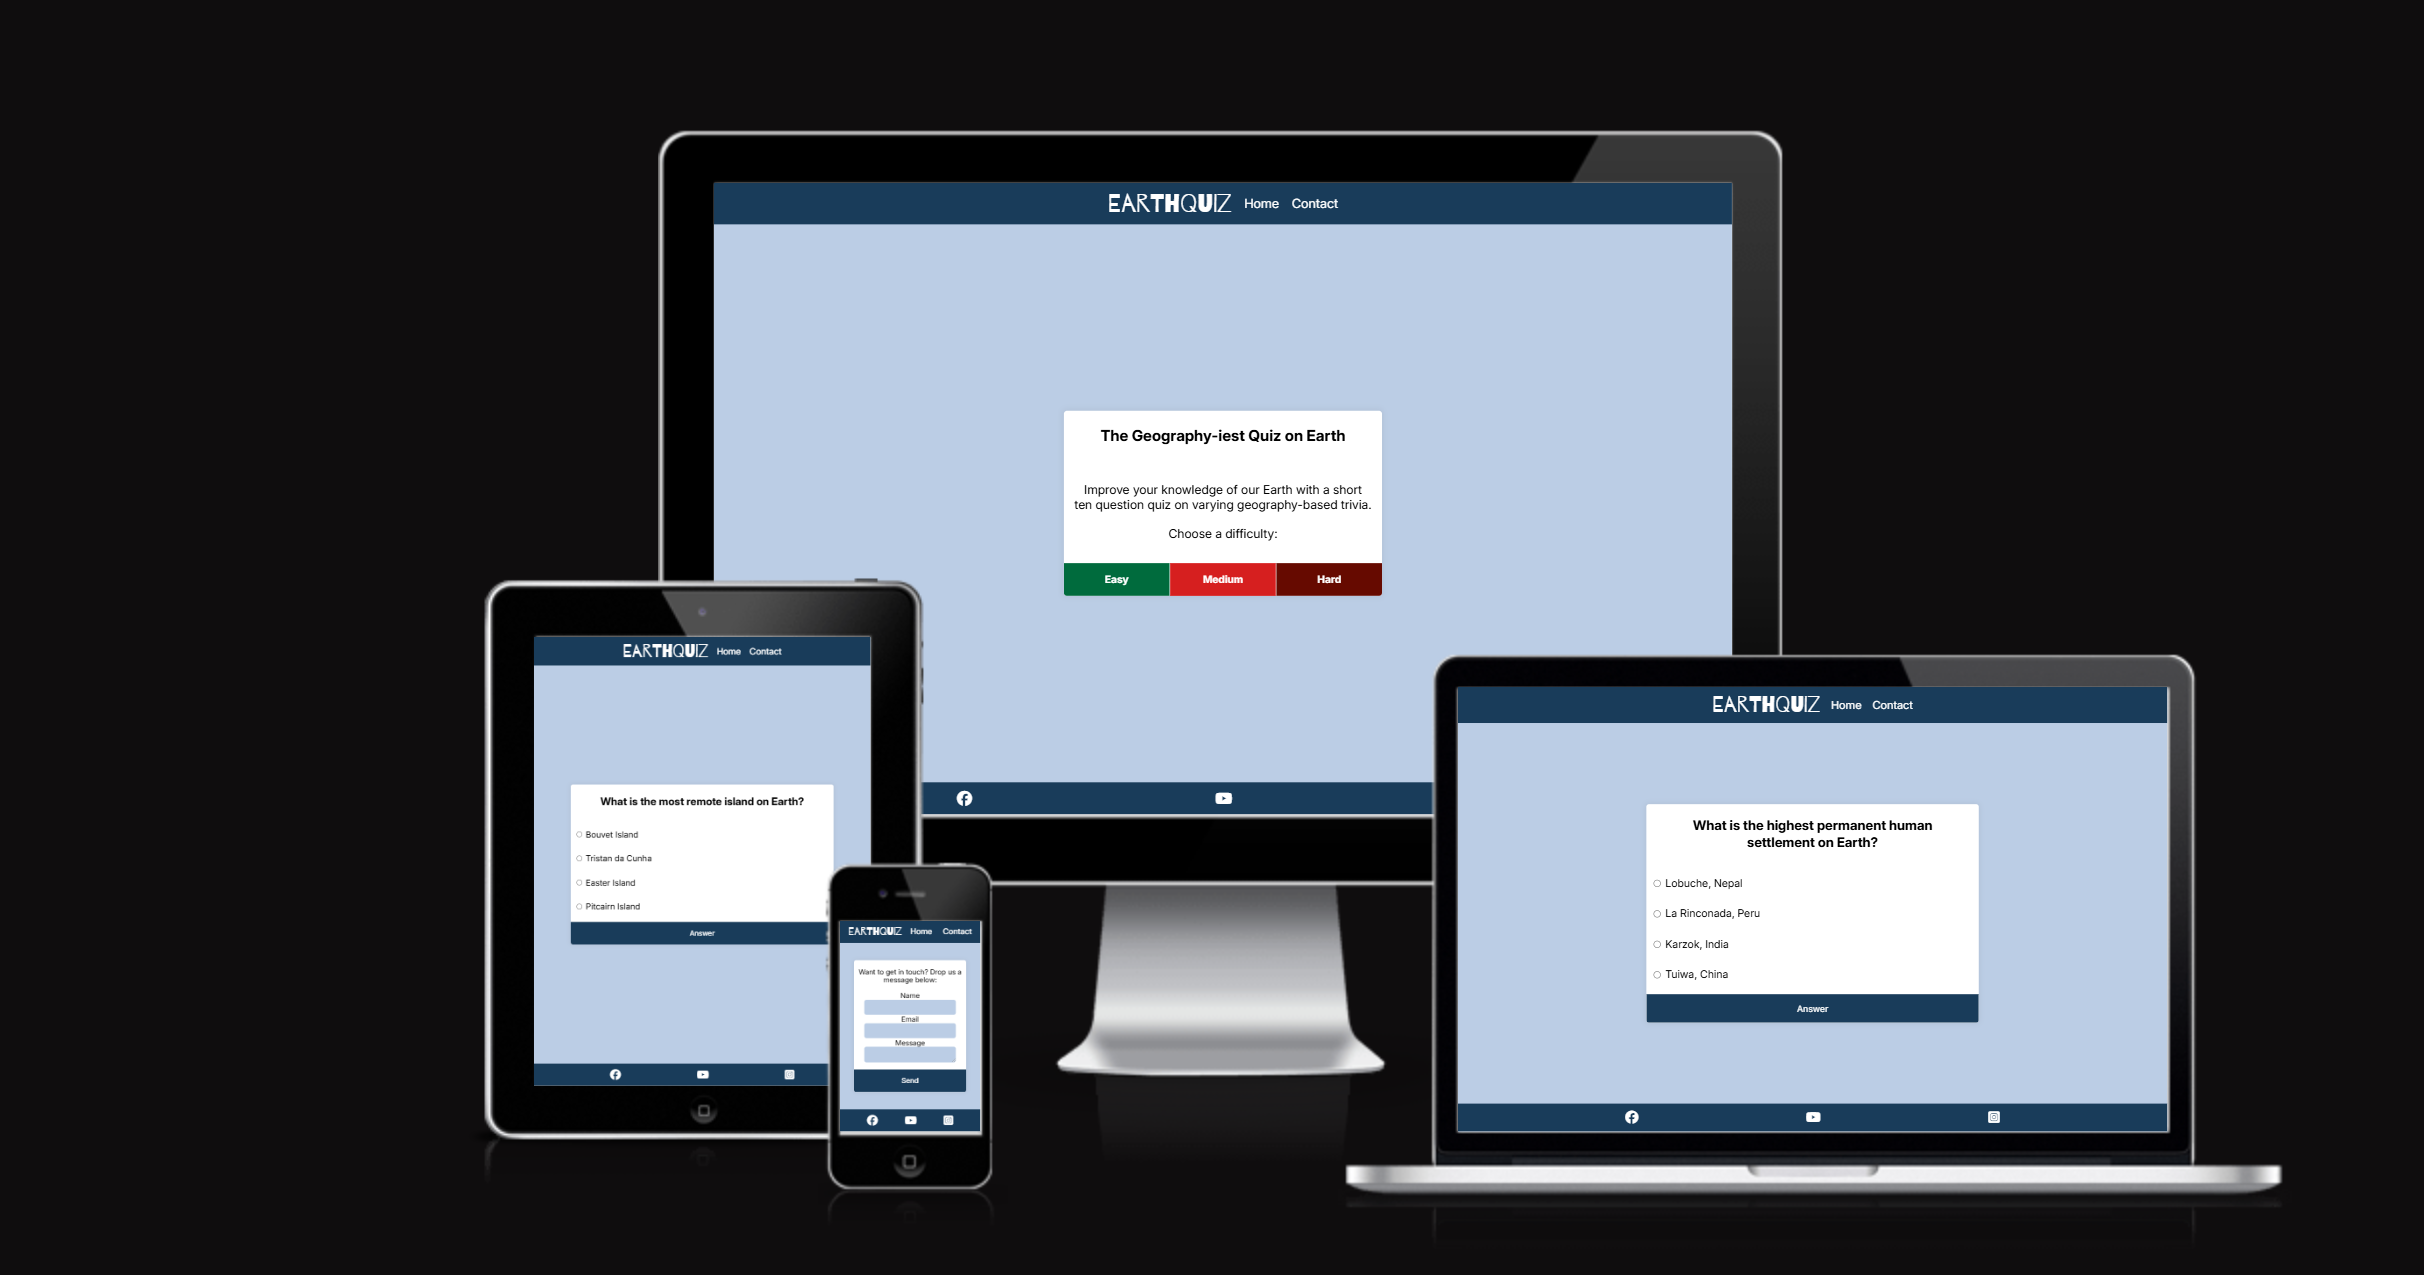 EARTHQUIZ Home Contact
The Geography-iest Quiz on Earth
Improve your knowledge of our Earth with a short
ten question quiz on varying geography-based trivia.
Choose a difficulty:
Easy Medium Hard
EARTHQUIZ Home Contact
What is the most remote island on Earth?
Bouvet Island
Tristan da Cunha
Easter Island
Pitcairn Island
Answer
EARTHQUIZ Home Contact
Want to get in touch? Drop us a
message below:
Name
Email
Message
Send
EARTHQUIZ Home Contact
What is the highest permanent human
settlement on Earth?
Lobuche, Nepal
La Rinconada, Peru
Karzok, India
Tuiwa, China
Answer